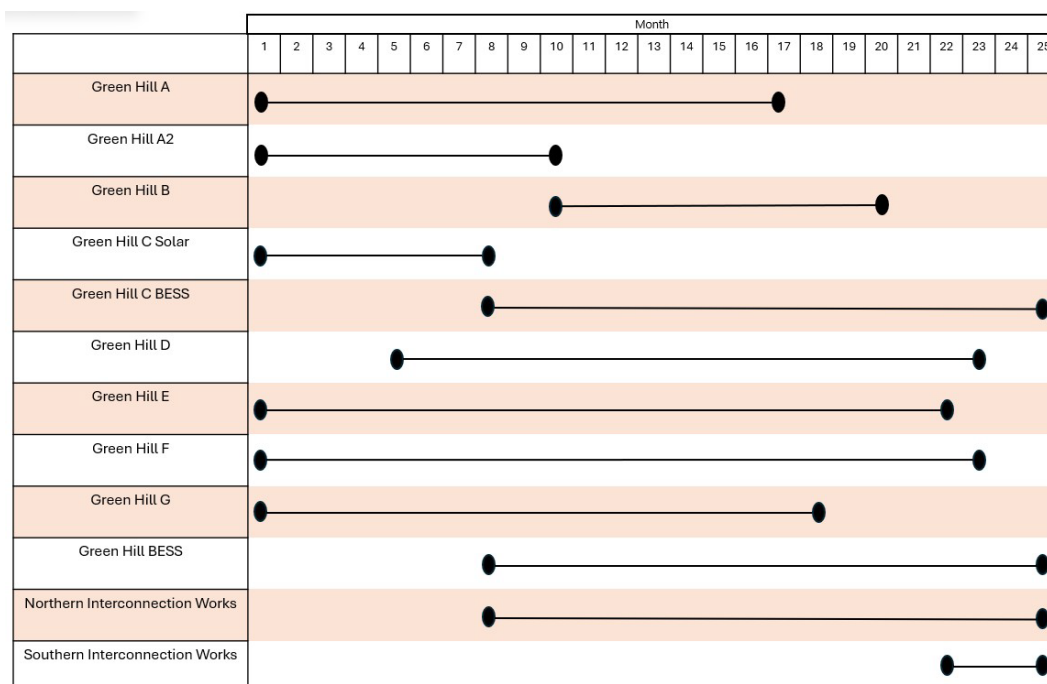 Month
1 2 3 4 5 6 7 8 9 10 11 12 13 14 15 16 17 18 19 20 21 22 23 24 25
Green Hill A
Green Hill A2
Green Hill B
Green Hill C Solar
Green Hill C BESS
Green Hill D
Green Hill E
Green Hill F
Green Hill G
Green Hill BESS
Northern Interconnection Works
Southern Interconnection Works